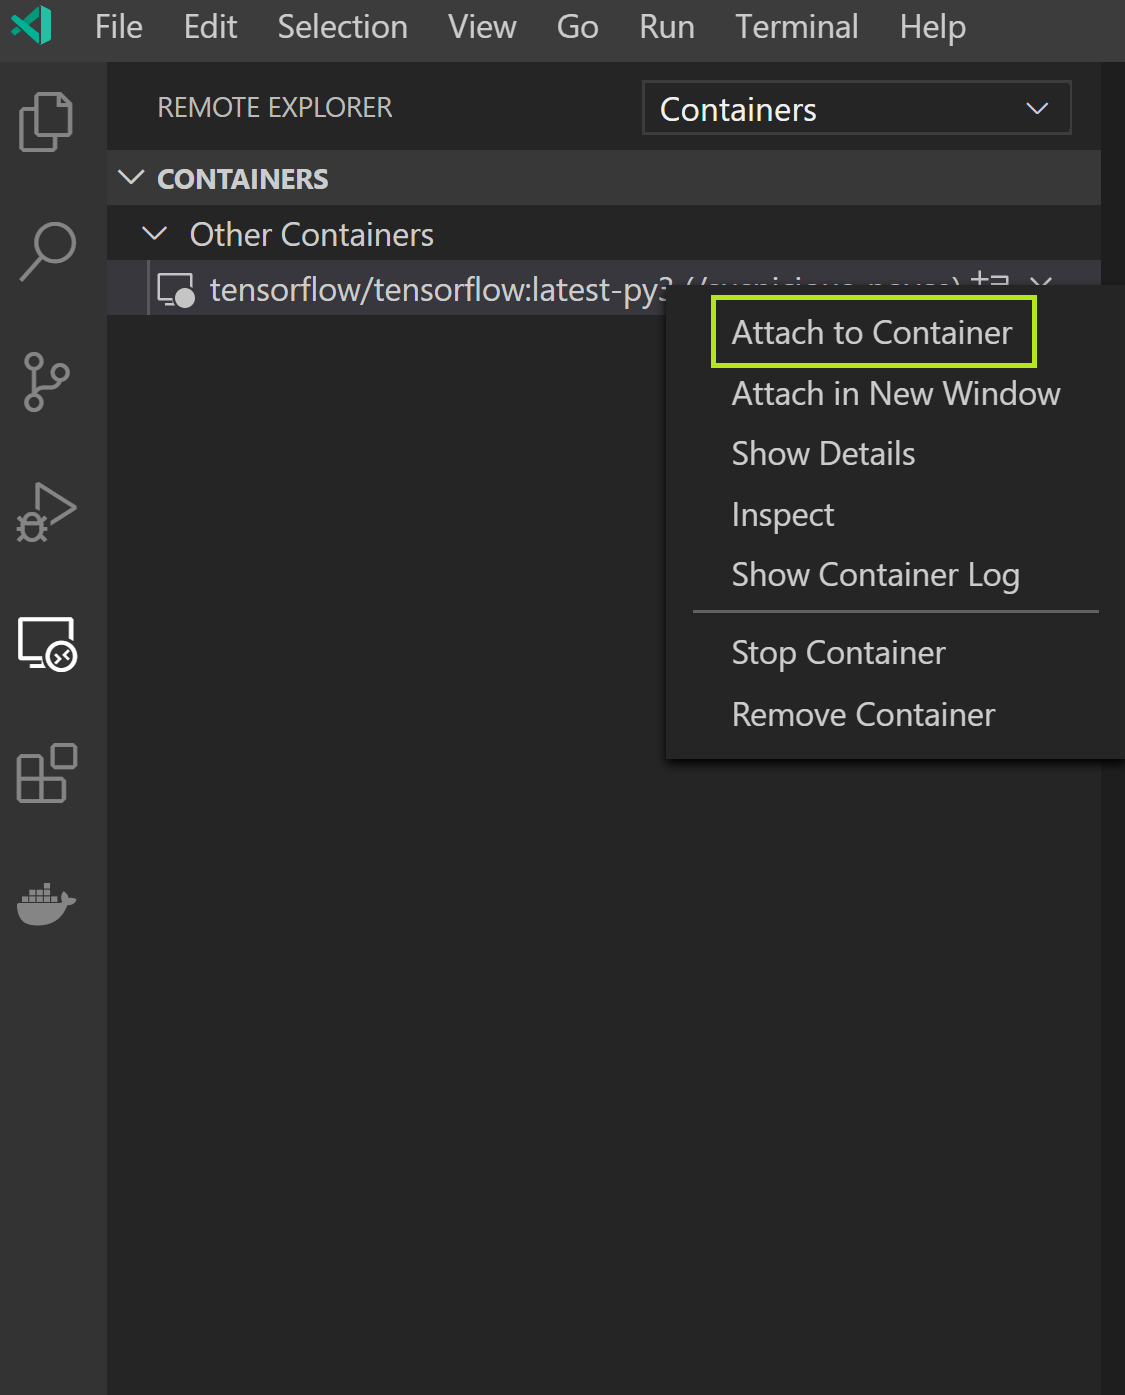 File Edit Selection View Go Run Terminal Help
REMOTE EXPLORER Containers
CONTAINERS
Other Containers
tensorflow/tensorflow:latest-py3
Attach to Container
Attach in New Window
Show Details
Inspect
Show Container Log
Stop Container
Remove Container